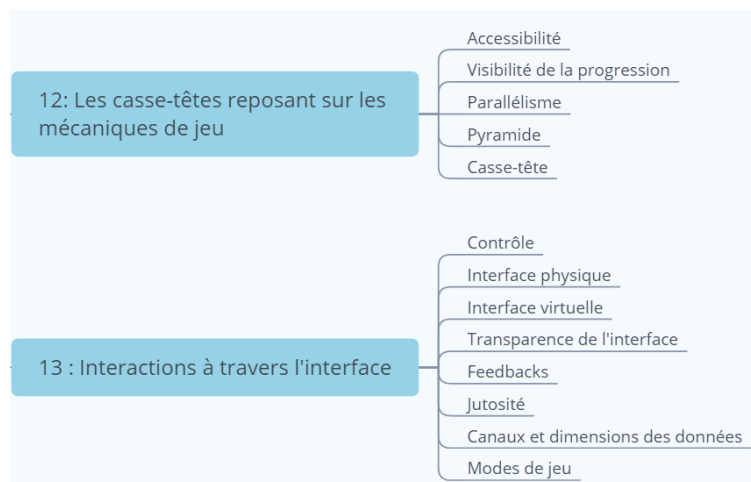 12: Les casse-têtes reposant sur les
mécaniques de jeu
Accessibilité
Visibilité de la progression
Parallélisme
Pyramide
Casse-tête
13 : Interactions à travers l'interface
Contrôle
Interface physique
Interface virtuelle
Transparence de l'interface
Feedbacks
Jutosité
Canaux et dimensions des données
Modes de jeu